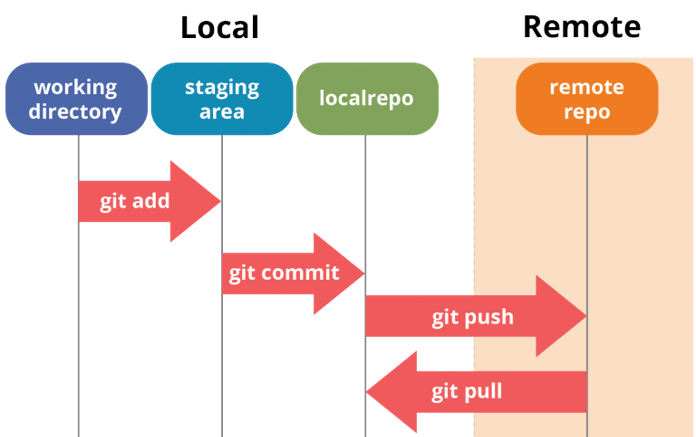 Local
Remote
working
directory
staging
area
localrepo
remote
repo
git add
git commit
git push
git pull